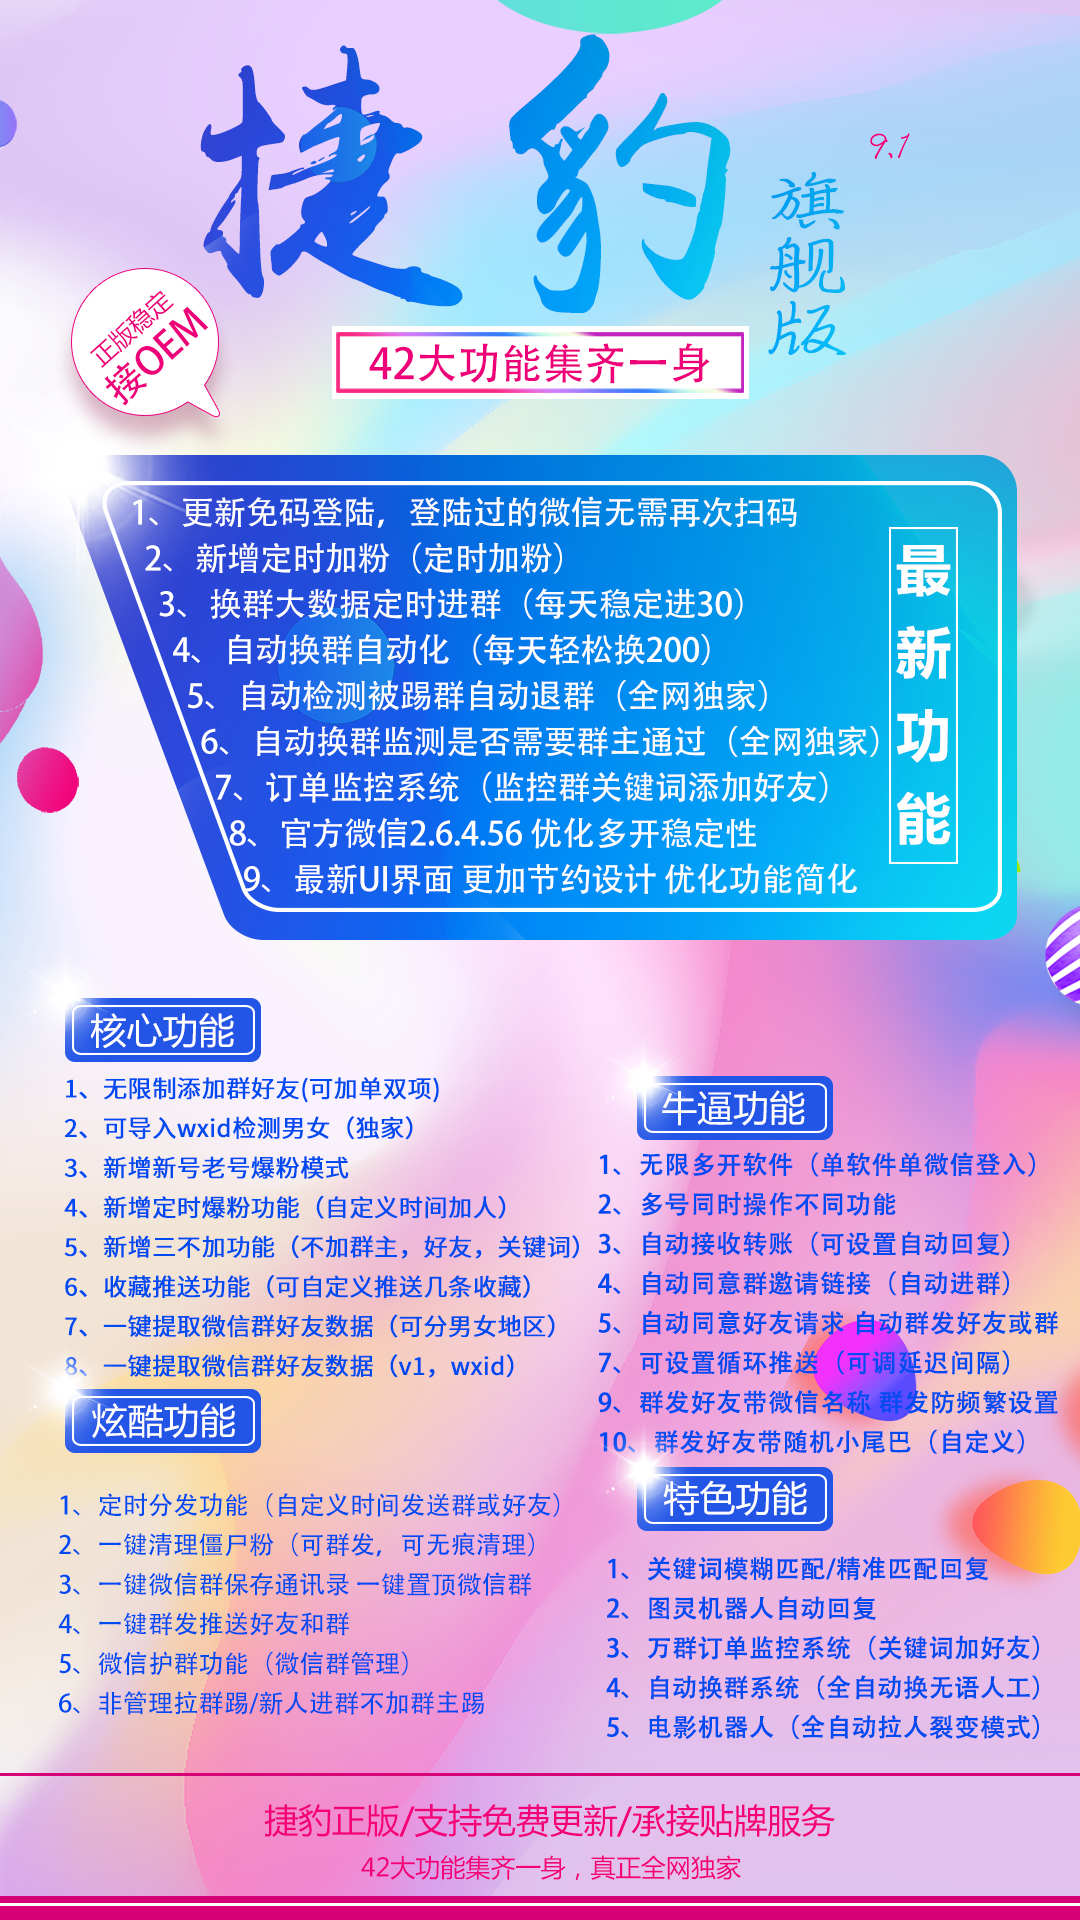 捷豹
9.1
旗舰版
正版稳定
接OEM
42大功能集齐一身
最新功能
1、更新免码登陆，登陆过的微信无需再次扫码
2、新增定时加粉（定时加粉）
3、换群大数据定时进群（每天稳定进30）
4、自动换群自动化（每天轻松换200）
5、自动检测被踢群自动退群（全网独家）
6、自动换群监测是否需要群主通过（全网独家）
7、订单监控系统（监控群关键词添加好友）
8、官方微信2.6.4.56 优化多开稳定性
9、最新UI界面 更加节约设计 优化功能简化
核心功能
1、无限制添加群好友(可加单双项)
2、可导入wxid检测男女（独家）
3、新增新号老号爆粉模式
4、新增定时爆粉功能（自定义时间加人）
5、新增三不加功能（不加群主，好友，关键词）
6、收藏推送功能（可自定义推送几条收藏）
7、一键提取微信群好友数据（可分男女地区）
8、一键提取微信群好友数据（v1，wxid）
炫酷功能
1、定时分发功能（自定义时间发送群或好友）
2、一键清理僵尸粉（可群发，可无痕清理）
3、一键微信群保存通讯录 一键置顶微信群
4、一键群发推送好友和群
5、微信护群功能（微信群管理）
6、非管理拉群踢/新人进群不加群主踢
牛逼功能
1、无限多开软件（单软件单微信登入）
2、多号同时操作不同功能
3、自动接收转账（可设置自动回复）
4、自动同意群邀请链接（自动进群）
5、自动同意好友请求 自动群发好友或群
7、可设置循环推送（可调延迟间隔）
9、群发好友带微信名称 群发防频繁设置
10、群发好友带随机小尾巴（自定义）
特色功能
1、关键词模糊匹配/精准匹配回复
2、图灵机器人自动回复
3、万群订单监控系统（关键词加好友）
4、自动换群系统（全自动换无语人工）
5、电影机器人（全自动拉人裂变模式）
捷豹正版/支持免费更新/承接贴牌服务
42大功能集齐一身，真正全网独家